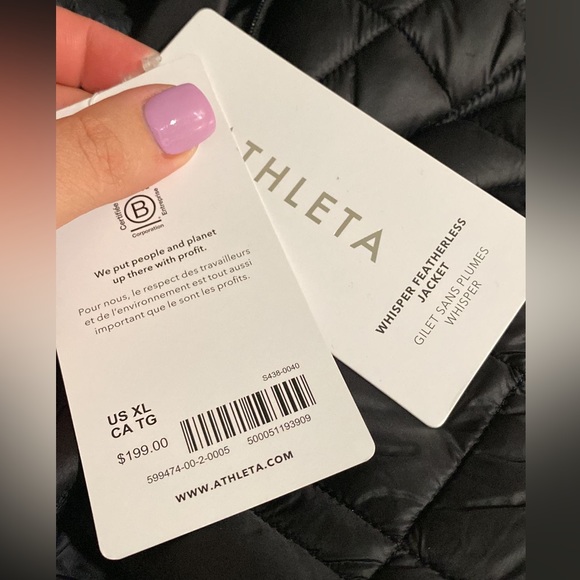 ATHLETA
WHISPER FEATHERLESS
JACKET
GILET SANS PLUMES
WHISPER
Certifiée
B
Entreprise
Corporation
We put people and planet
up there with profit.
Pour nous, le respect des travailleurs
et de l'environnement est tout aussi
important que le sont les profits.
S438-0040
US XL
CA TG
$199.00
599474-00-2-0005 500051193909
WWW.ATHLETA.COM